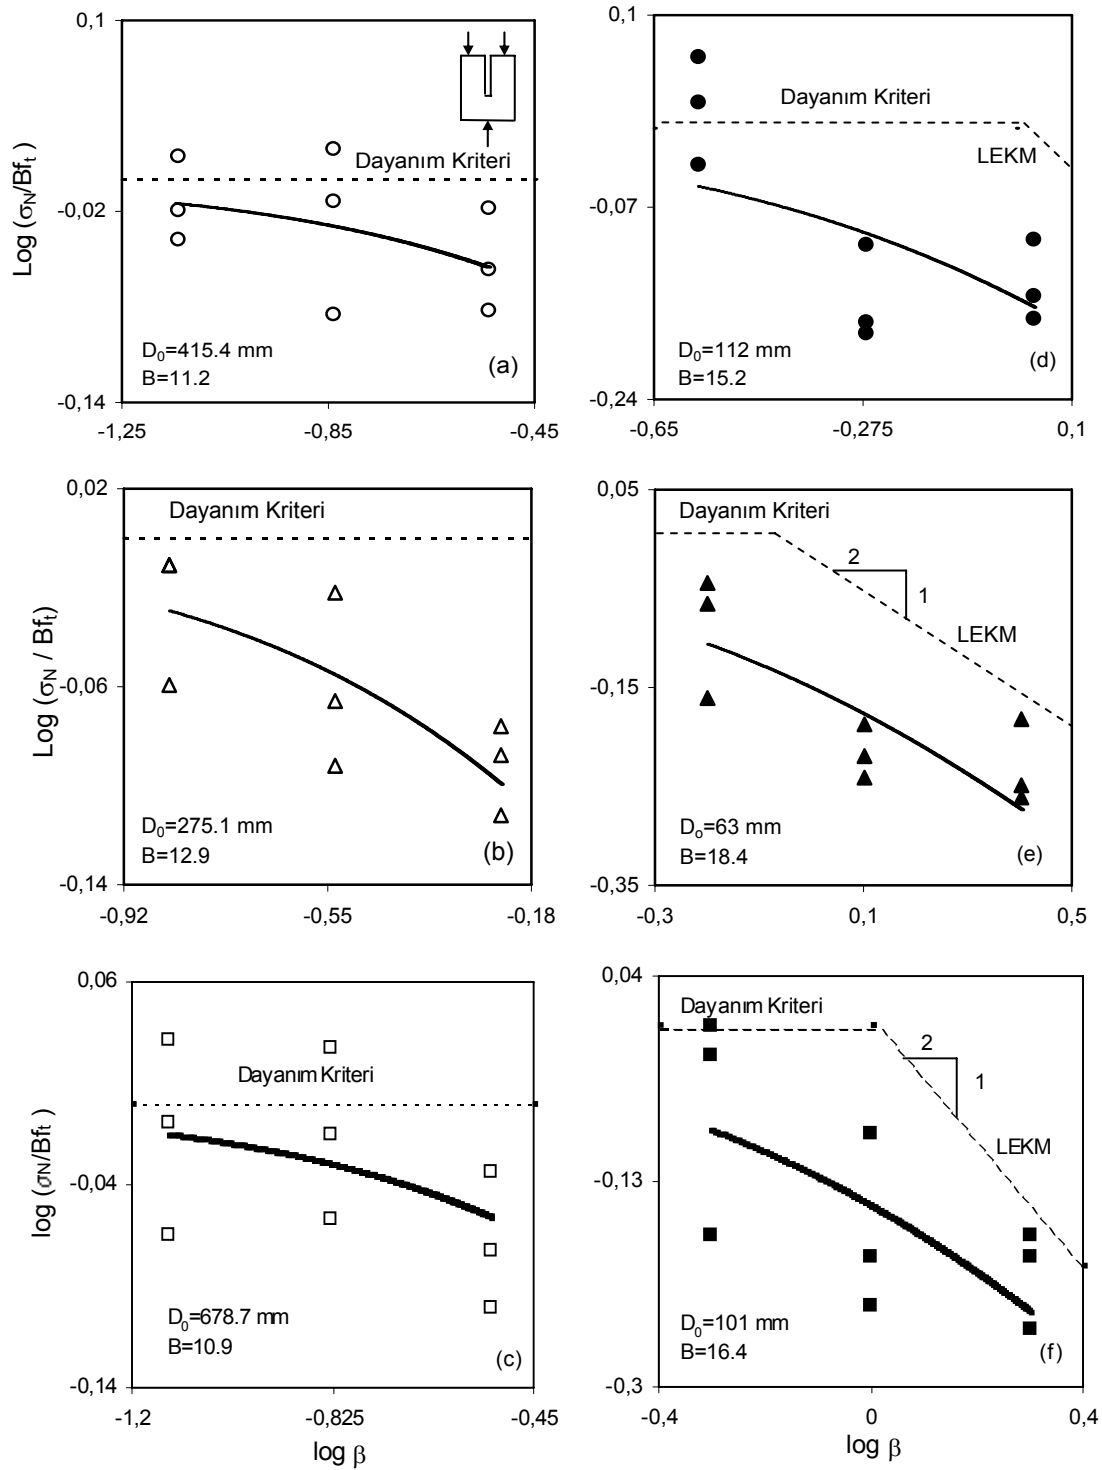 0,1
Log (σN/Bft)
Dayanım Kriteri
-0,02
D0=415.4 mm
B=11.2
(a)
-0,14
-1,25
-0,85
-0,45
0,1
Dayanım Kriteri
LEKM
-0,07
D0=112 mm
B=15.2
(d)
-0,24
-0,65
-0,275
0,1
0,02
Log (σN / Bft)
Dayanım Kriteri
-0,06
D0=275.1 mm
B=12.9
(b)
-0,14
-0,92
-0,55
-0,18
0,05
Dayanım Kriteri
2
1
LEKM
-0,15
Do=63 mm
B=18.4
(e)
-0,35
-0,3
0,1
0,5
0,06
log (σN/Bft )
Dayanım Kriteri
-0,04
D0=678.7 mm
B=10.9
(c)
-0,14
-1,2
-0,825
-0,45
log β
0,04
Dayanım Kriteri
2
1
LEKM
-0,13
D0=101 mm
B=16.4
(f)
-0,3
-0,4
0
0,4
log β